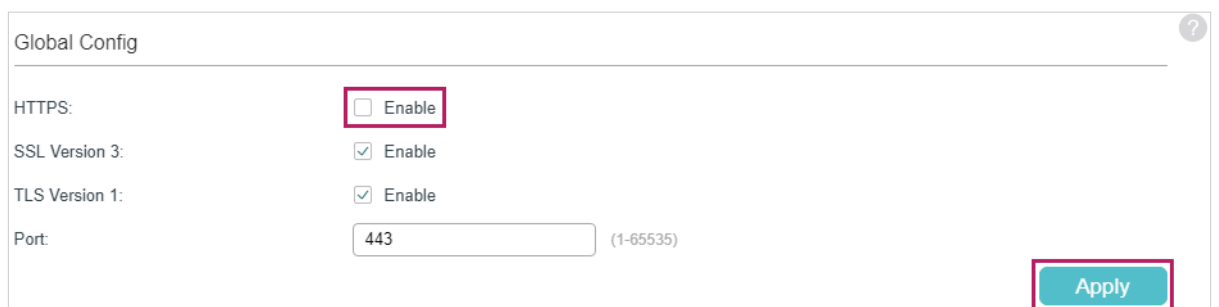 Global Config
?
HTTPS: Enable
SSL Version 3: Enable
TLS Version 1: Enable
Port: 443 (1-65535)
Apply